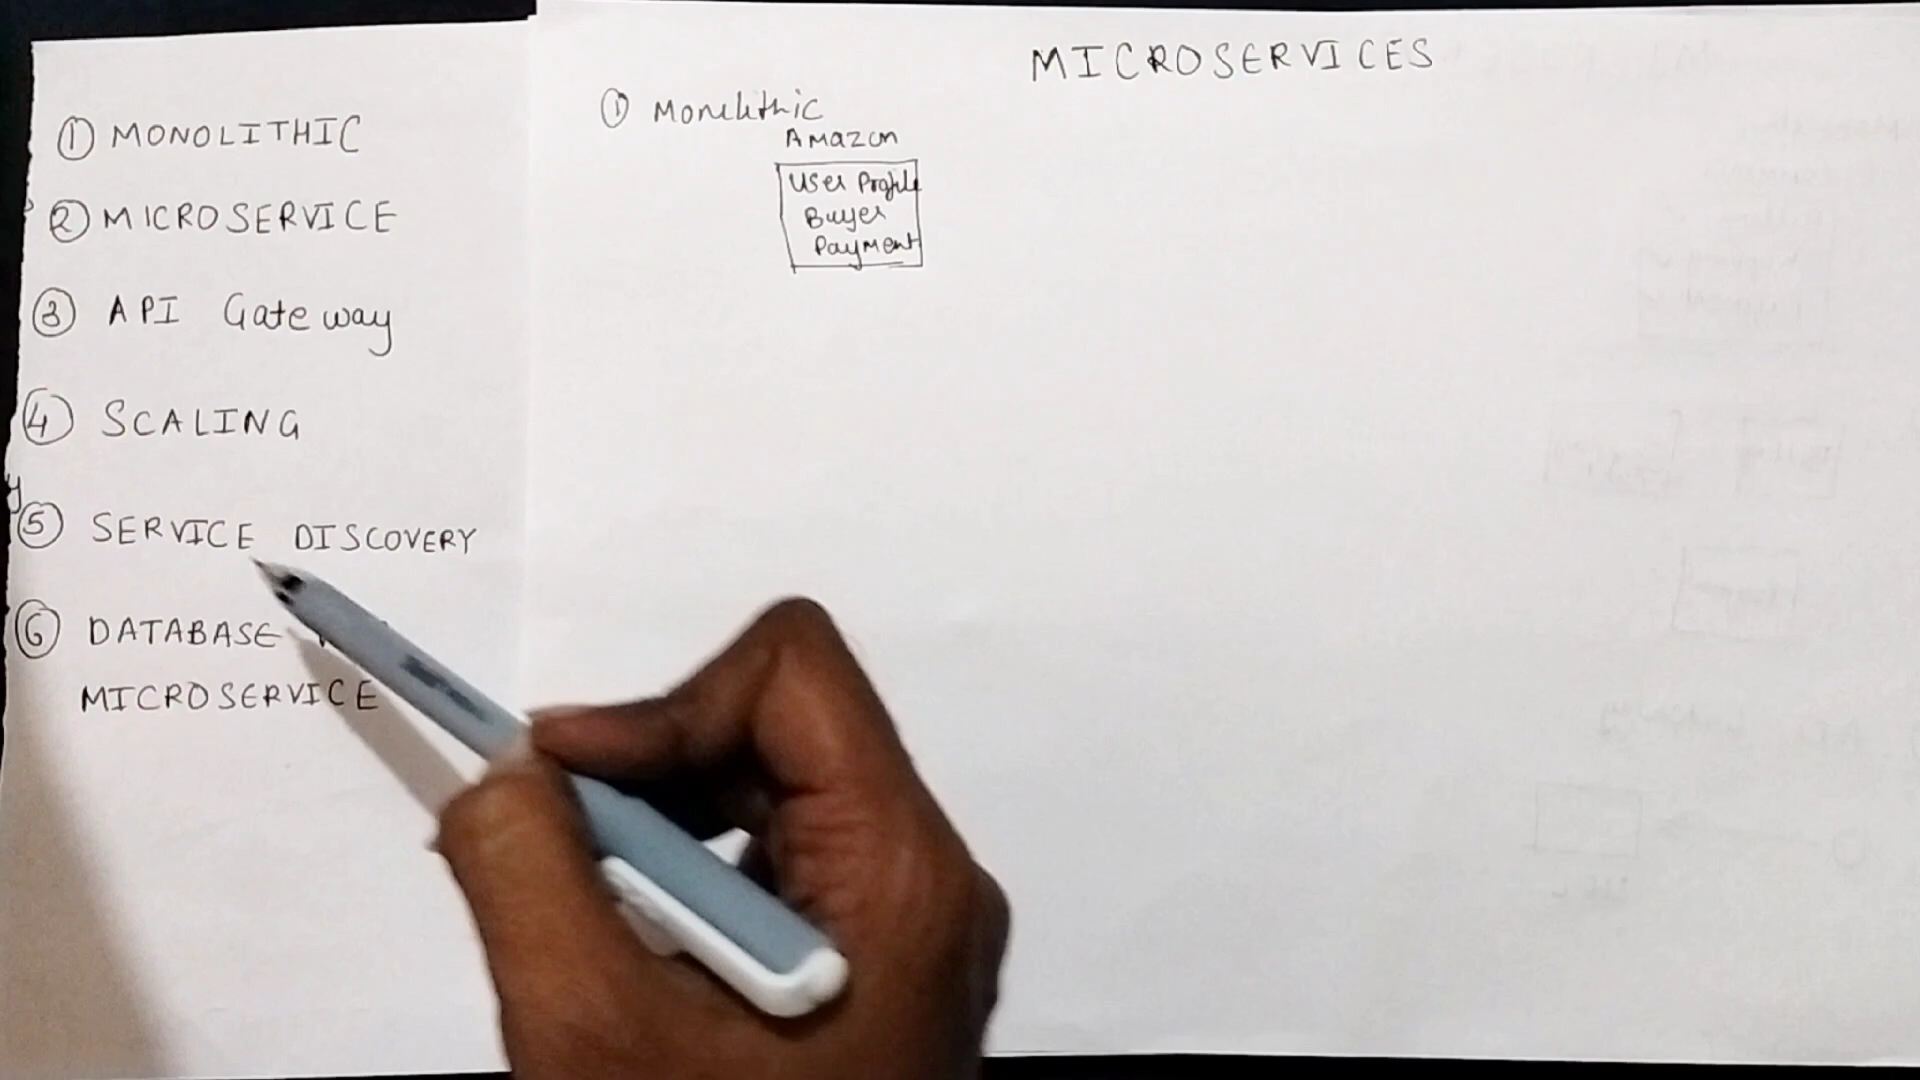 ① MONOLITHIC
② MICROSERVICE
③ API Gateway
④ SCALING
⑤ SERVICE DISCOVERY
⑥ DATABASE
MICROSERVICE
MICROSERVICES
① Monolithic
Amazon
User Profile
Buyer
Payment